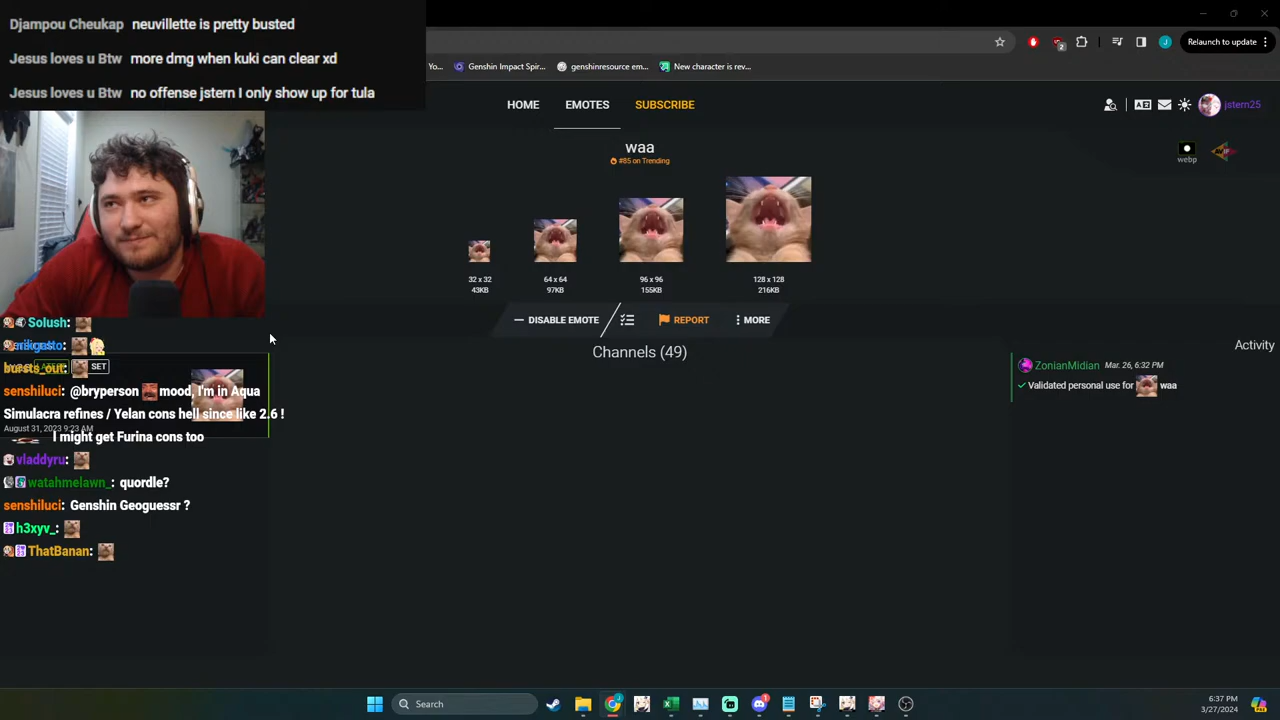 Djampou Cheukap neuvillette is pretty busted
Jesus loves u Btw more dmg when kuki can clear xd
Jesus loves u Btw no offense jstern I only show up for tula
Relaunch to update
2
J
Yo...
Genshin Impact Spir...
genshinresource em...
New character is rev...
HOME EMOTES SUBSCRIBE
jstern25
waa
#85 on Trending
webp
32 x 32
43KB
64 x 64
97KB
96 x 96
155KB
128 x 128
216KB
DISABLE EMOTE
REPORT
MORE
Channels (49)
Activity
ZonianMidian Mar. 26, 6:32 PM
Validated personal use for waa
Solush:
bursts_out: SET
senshiluci: @bryperson mood, I'm in Aqua
Simulacra refines / Yelan cons hell since like 2.6 !
August 31, 2023 9:23 AM
I might get Furina cons too
vladdyru:
watahmelawn_: quordle?
senshiluci: Genshin Geoguessr ?
h3xyv_:
ThatBanan:
Search
6:37 PM
3/27/2024